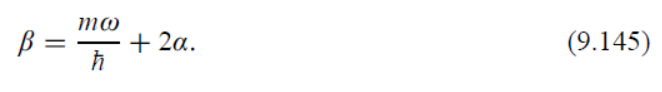 β = mω/ħ + 2α. (9.145)